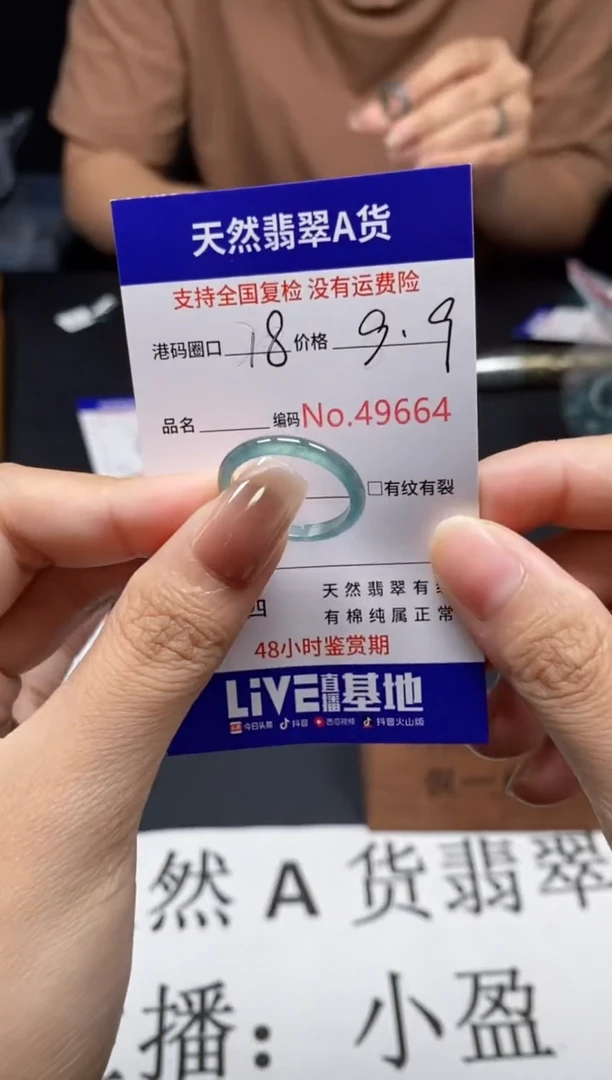 天然翡翠A货
支持全国复检 没有运费险
港码圈口 18 价格 9.9
品名 编码 No.49664
□有纹有裂
四 天然翡翠有
有棉纯属正常
48小时鉴赏期
LiVE直播基地
今日头条 抖音 西瓜视频 抖音火山版
然A货翡翠
播：小盈